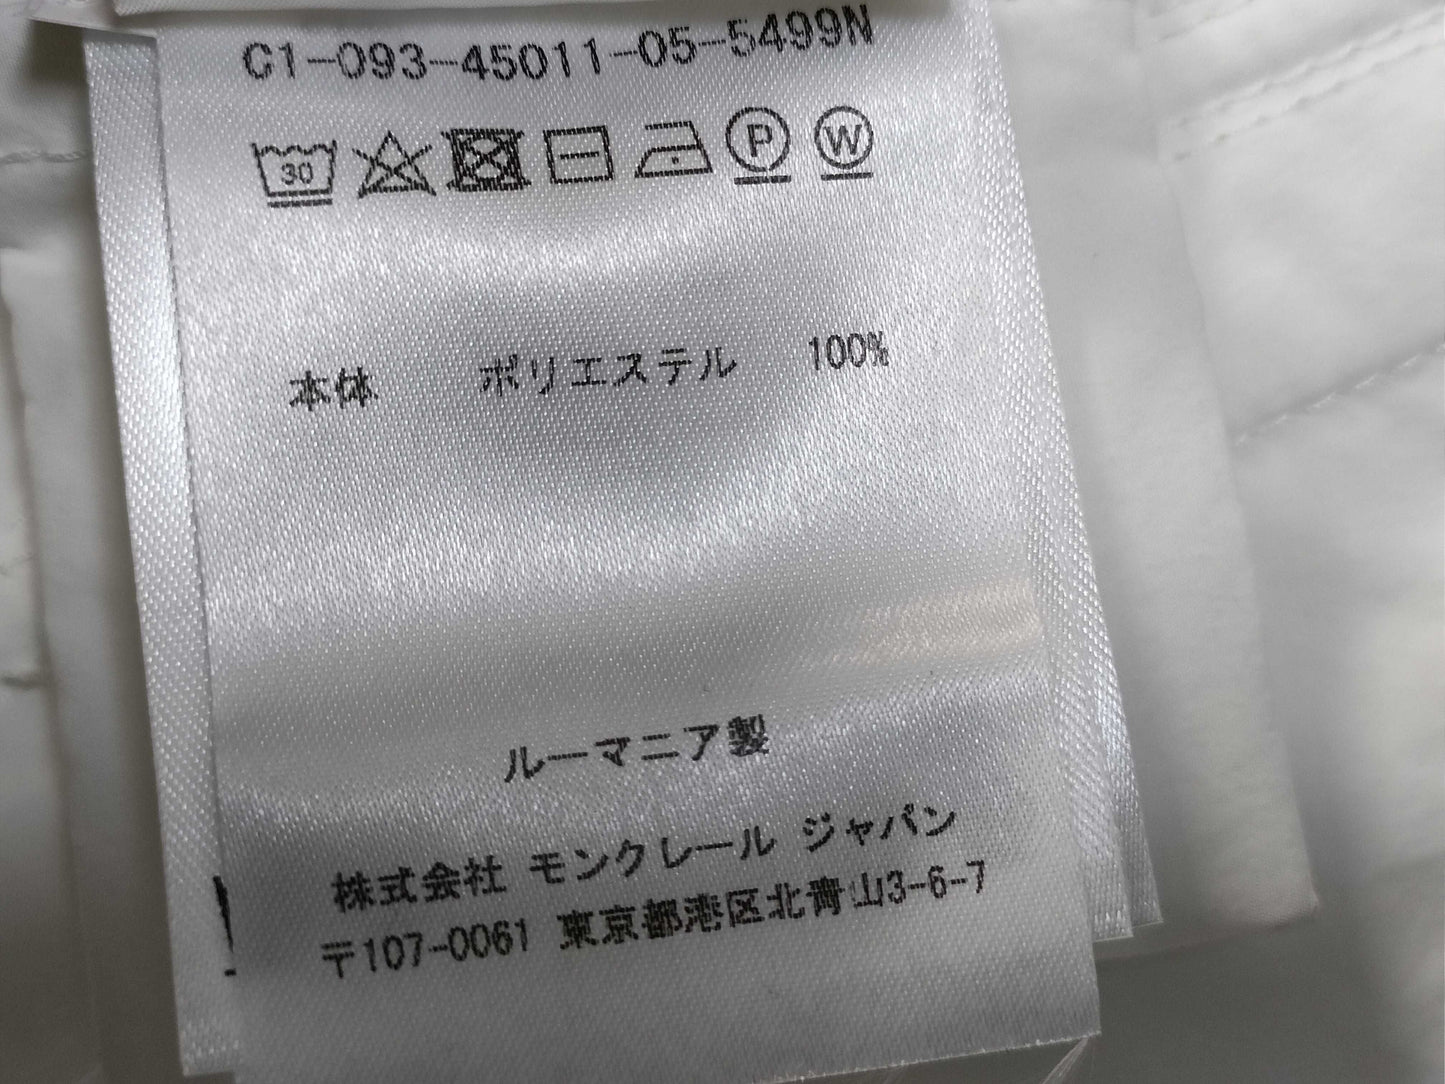 C1-093-45011-05-5499N
30 P W
本体 ポリエステル 100%
ルーマニア製
株式会社 モンクレール ジャパン
〒107-0061 東京都港区北青山3-6-7